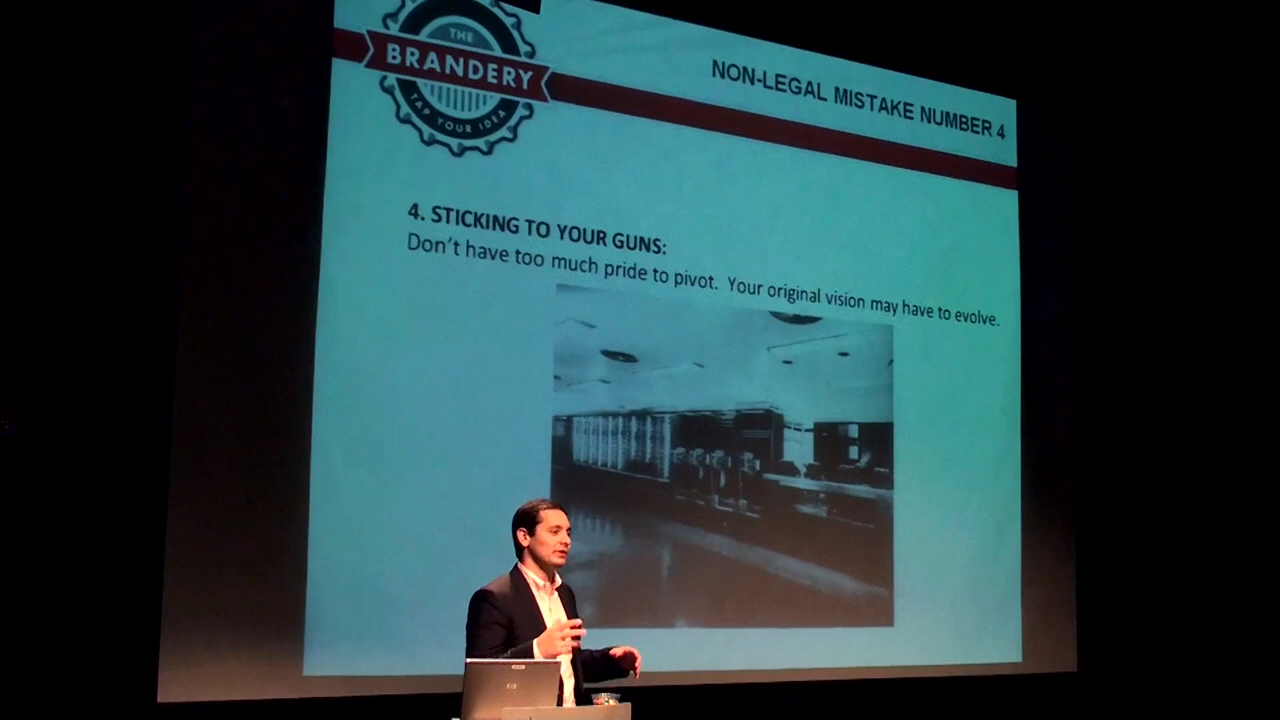 THE
BRANDERY
TAP YOUR IDEA
NON-LEGAL MISTAKE NUMBER 4
4. STICKING TO YOUR GUNS:
Don't have too much pride to pivot. Your original vision may have to evolve.
hp